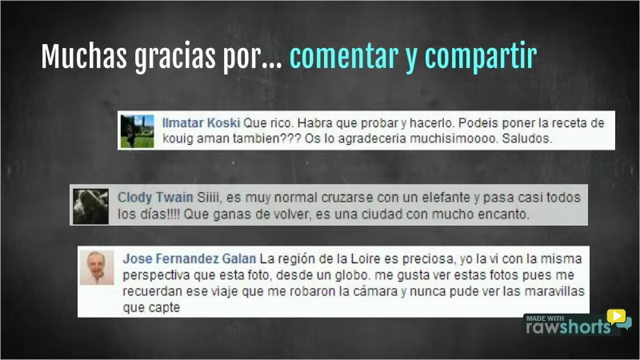 Muchas gracias por... comentar y compartir
Ilmatar Koski Que rico. Habra que probar y hacerlo. Podeis poner la receta de
kouig aman tambien??? Os lo agradeceria muchisimoooo. Saludos.
Clody Twain Siiii, es muy normal cruzarse con un elefante y pasa casi todos
los días!!!! Que ganas de volver, es una ciudad con mucho encanto.
Jose Fernandez Galan La región de la Loire es preciosa, yo la vi con la misma
perspectiva que esta foto, desde un globo. me gusta ver estas fotos pues me
recuerdan ese viaje que me robaron la cámara y nunca pude ver las maravillas
que capte
MADE WITH
rawshorts